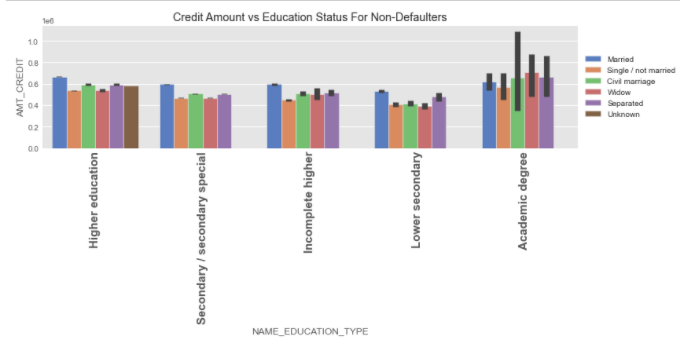 Credit Amount vs Education Status For Non-Defaulters
1e6
1.0
0.8
0.6
0.4
0.2
0.0
AMT_CREDIT
Married
Single / not married
Civil marriage
Widow
Separated
Unknown
Higher education
Secondary / secondary special
Incomplete higher
Lower secondary
Academic degree
NAME_EDUCATION_TYPE